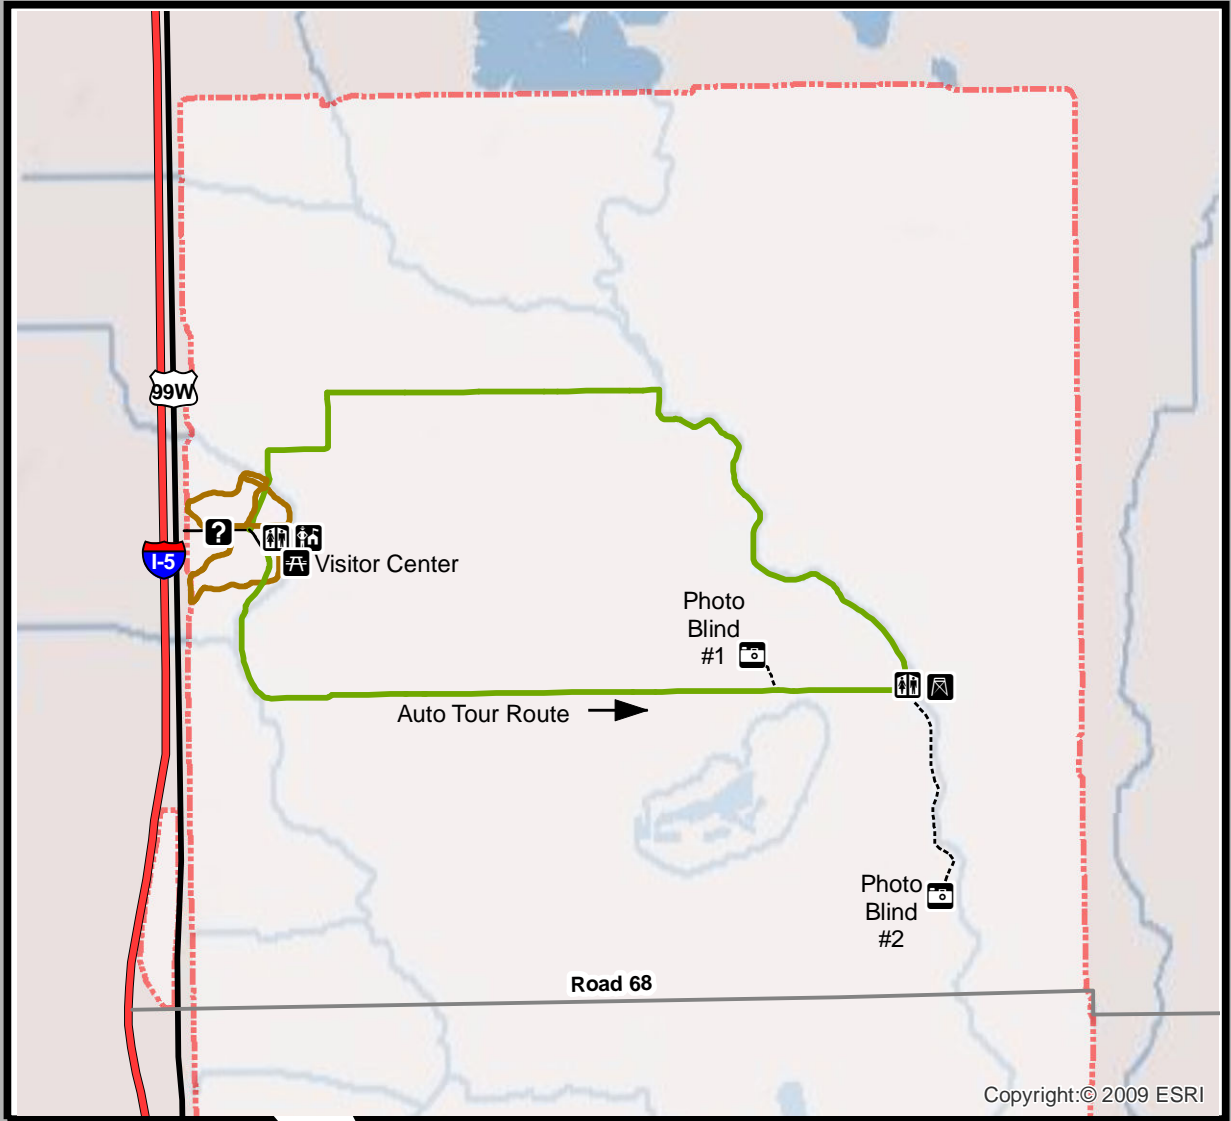 99W
?
I-5
Visitor Center
Photo
Blind
#1
Auto Tour Route
Photo
Blind
#2
Road 68
Copyright:© 2009 ESRI